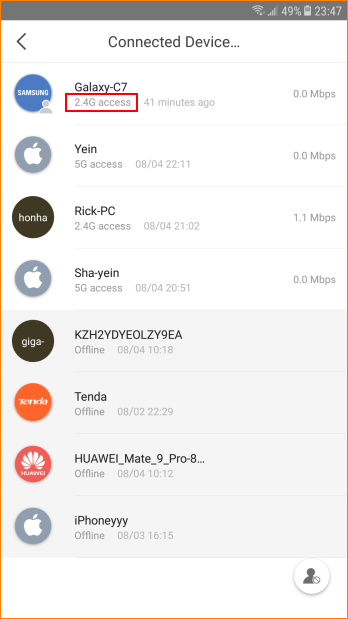 49% 23:47
Connected Device…
SAMSUNG
Galaxy-C7
2.4G access 41 minutes ago
0.0 Mbps
Yein
5G access 08/04 22:11
0.0 Mbps
honha
Rick-PC
2.4G access 08/04 21:02
1.1 Mbps
Sha-yein
5G access 08/04 20:51
0.0 Mbps
giga-
KZH2YDYEOLZY9EA
Offline 08/04 10:18
Tenda
Tenda
Offline 08/02 22:29
HUAWEI
HUAWEI_Mate_9_Pro-8…
Offline 08/04 10:12
iPhoneyyy
Offline 08/03 16:15